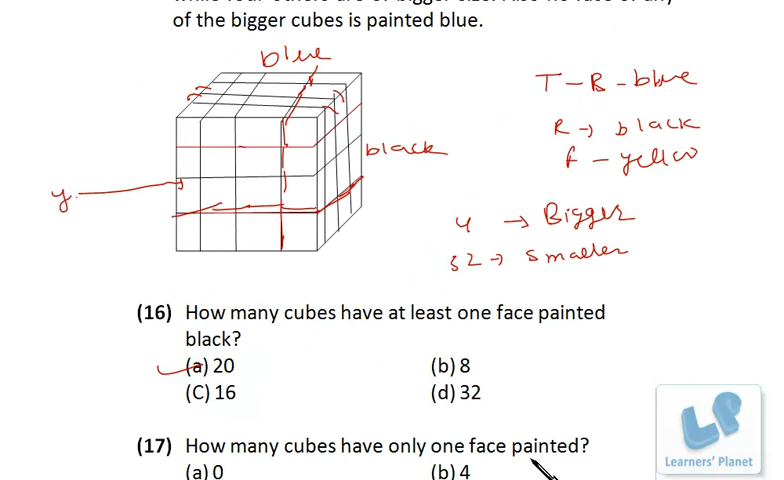 of the bigger cubes is painted blue.
blue
T - B - blue
R → black
f - yellow
black
y.
4 → Bigger
32 → smaller
(16) How many cubes have at least one face painted
black?
(a) 20 (b) 8
(C) 16 (d) 32
(17) How many cubes have only one face painted?
(a) 0 (b) 4
LP
Learners' Planet